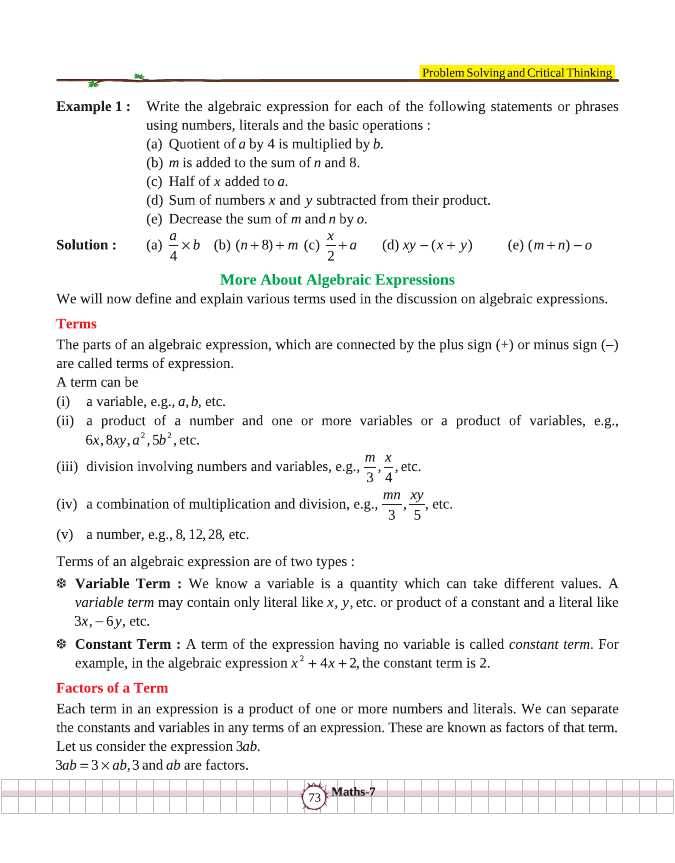 Problem Solving and Critical Thinking
Example 1 : Write the algebraic expression for each of the following statements or phrases
using numbers, literals and the basic operations :
(a) Quotient of a by 4 is multiplied by b.
(b) m is added to the sum of n and 8.
(c) Half of x added to a.
(d) Sum of numbers x and y subtracted from their product.
(e) Decrease the sum of m and n by o.
Solution : (a) a/4 × b (b) (n + 8) + m (c) x/2 + a (d) xy − (x + y) (e) (m + n) − o
More About Algebraic Expressions
We will now define and explain various terms used in the discussion on algebraic expressions.
Terms
The parts of an algebraic expression, which are connected by the plus sign (+) or minus sign (–)
are called terms of expression.
A term can be
(i) a variable, e.g., a, b, etc.
(ii) a product of a number and one or more variables or a product of variables, e.g.,
6x, 8xy, a², 5b², etc.
(iii) division involving numbers and variables, e.g., m/3, x/4, etc.
(iv) a combination of multiplication and division, e.g., mn/3, xy/5, etc.
(v) a number, e.g., 8, 12, 28, etc.
Terms of an algebraic expression are of two types :
❆ Variable Term : We know a variable is a quantity which can take different values. A
variable term may contain only literal like x, y, etc. or product of a constant and a literal like
3x, − 6y, etc.
❆ Constant Term : A term of the expression having no variable is called constant term. For
example, in the algebraic expression x² + 4x + 2, the constant term is 2.
Factors of a Term
Each term in an expression is a product of one or more numbers and literals. We can separate
the constants and variables in any terms of an expression. These are known as factors of that term.
Let us consider the expression 3ab.
3ab = 3 × ab, 3 and ab are factors.
73 Maths-7